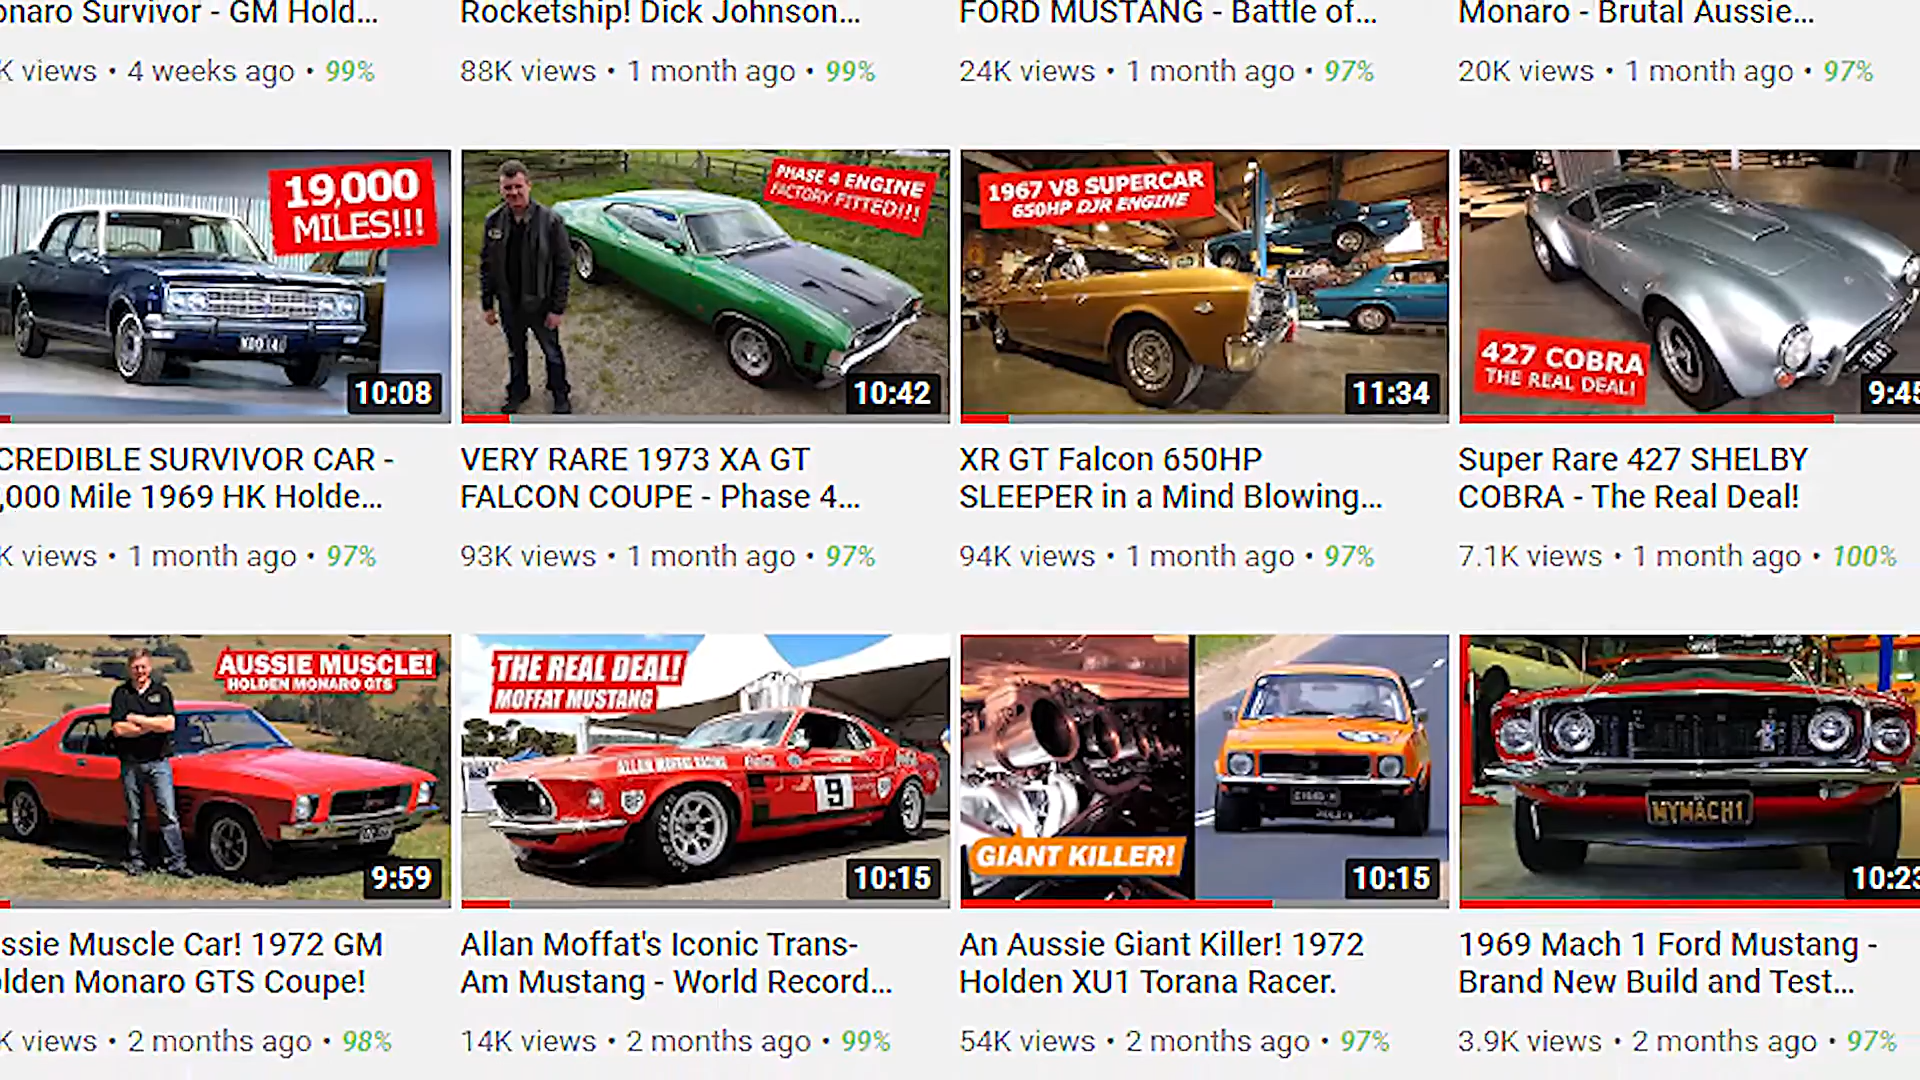 onaro Survivor - GM Hold...
Rocketship! Dick Johnson...
FORD MUSTANG - Battle of...
Monaro - Brutal Aussie...
K views • 4 weeks ago • 99%
88K views • 1 month ago • 99%
24K views • 1 month ago • 97%
20K views • 1 month ago • 97%
19,000
MILES!!!
10:08
PHASE 4 ENGINE
FACTORY FITTED!!!
10:42
1967 V8 SUPERCAR
650HP DJR ENGINE
11:34
427 COBRA
THE REAL DEAL!
9:45
CREDIBLE SURVIVOR CAR -
,000 Mile 1969 HK Holde...
VERY RARE 1973 XA GT
FALCON COUPE - Phase 4...
XR GT Falcon 650HP
SLEEPER in a Mind Blowing...
Super Rare 427 SHELBY
COBRA - The Real Deal!
K views • 1 month ago • 97%
93K views • 1 month ago • 97%
94K views • 1 month ago • 97%
7.1K views • 1 month ago • 100%
AUSSIE MUSCLE!
HOLDEN MONARO GTS
9:59
THE REAL DEAL!
MOFFAT MUSTANG
ALLAN MOFFAT RACING
9
BP
10:15
GIANT KILLER!
10:15
MYMACH1
10:23
ssie Muscle Car! 1972 GM
olden Monaro GTS Coupe!
Allan Moffat's Iconic Trans-
Am Mustang - World Record...
An Aussie Giant Killer! 1972
Holden XU1 Torana Racer.
1969 Mach 1 Ford Mustang -
Brand New Build and Test...
K views • 2 months ago • 98%
14K views • 2 months ago • 99%
54K views • 2 months ago • 97%
3.9K views • 2 months ago • 97%